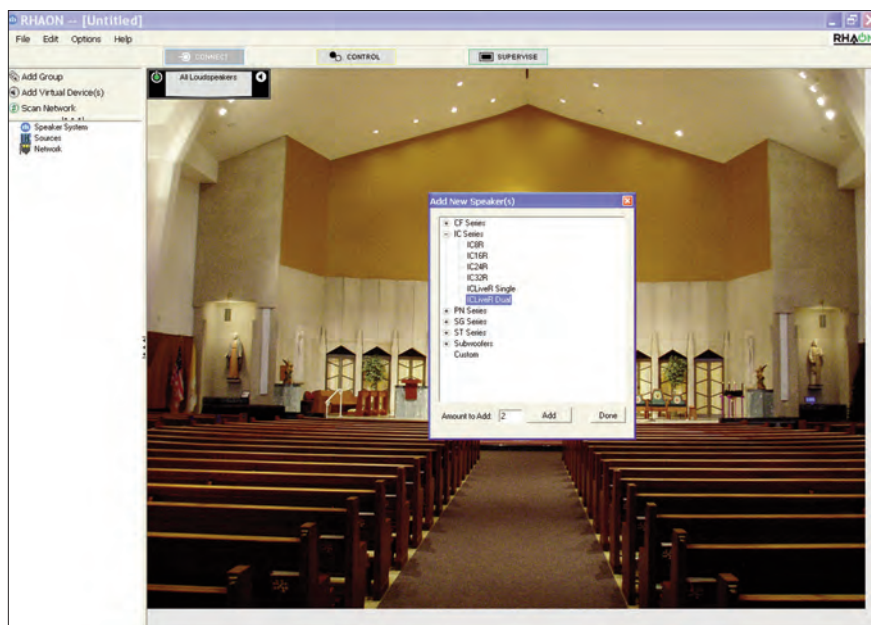 RHAON -- [Untitled]
File Edit Options Help
RHAON
CONNECT
CONTROL
SUPERVISE
Add Group
Add Virtual Device(s)
Scan Network
Speaker System
Sources
Network
All Loudspeakers
Add New Speaker(s)
CF Series
IC Series
IC8R
IC16R
IC24R
IC32R
ICLiveR Single
ICLiveR Dual
PN Series
SG Series
ST Series
Subwoofers
Custom
Amount to Add: 2 Add Done